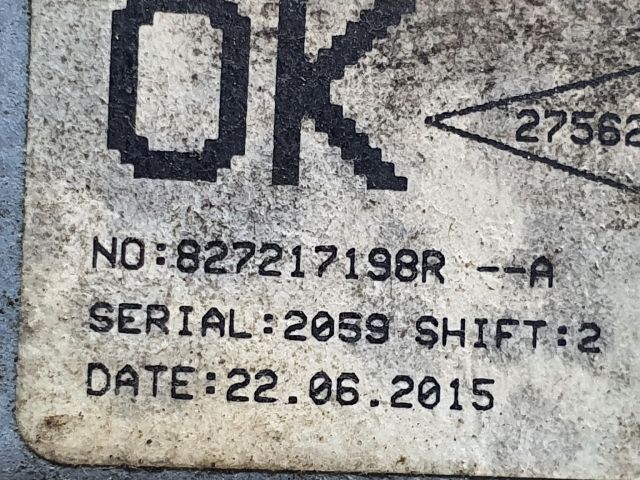 OK
27562
NO:827217198R --A
SERIAL:2059 SHIFT:2
DATE:22.06.2015